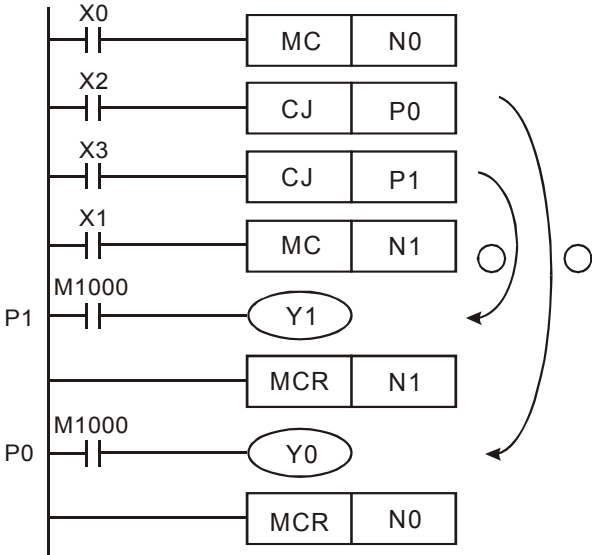 X0
MC N0
X2
CJ P0
X3
CJ P1
X1
MC N1
M1000
P1 Y1
MCR N1
M1000
P0 Y0
MCR N0